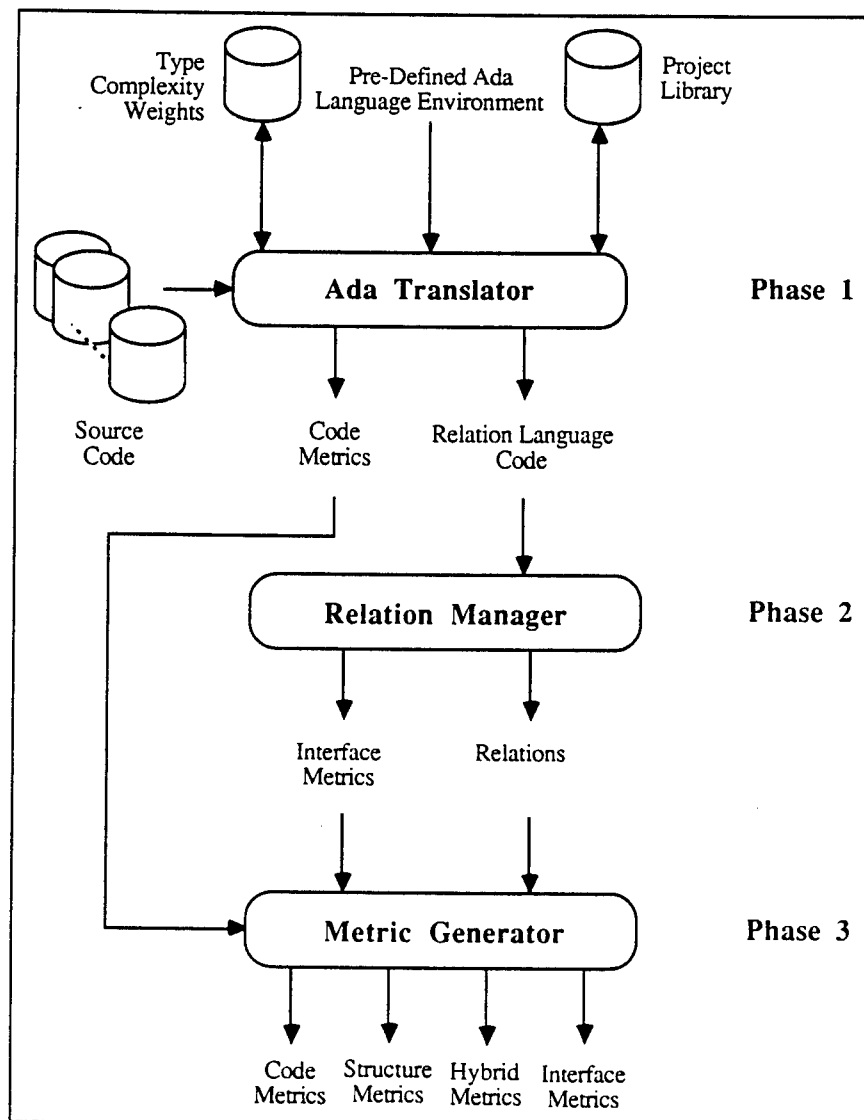 Type
Complexity
Weights
Pre-Defined Ada
Language Environment
Project
Library
Ada Translator
Phase 1
Source
Code
Code
Metrics
Relation Language
Code
Relation Manager
Phase 2
Interface
Metrics
Relations
Metric Generator
Phase 3
Code
Metrics
Structure
Metrics
Hybrid
Metrics
Interface
Metrics